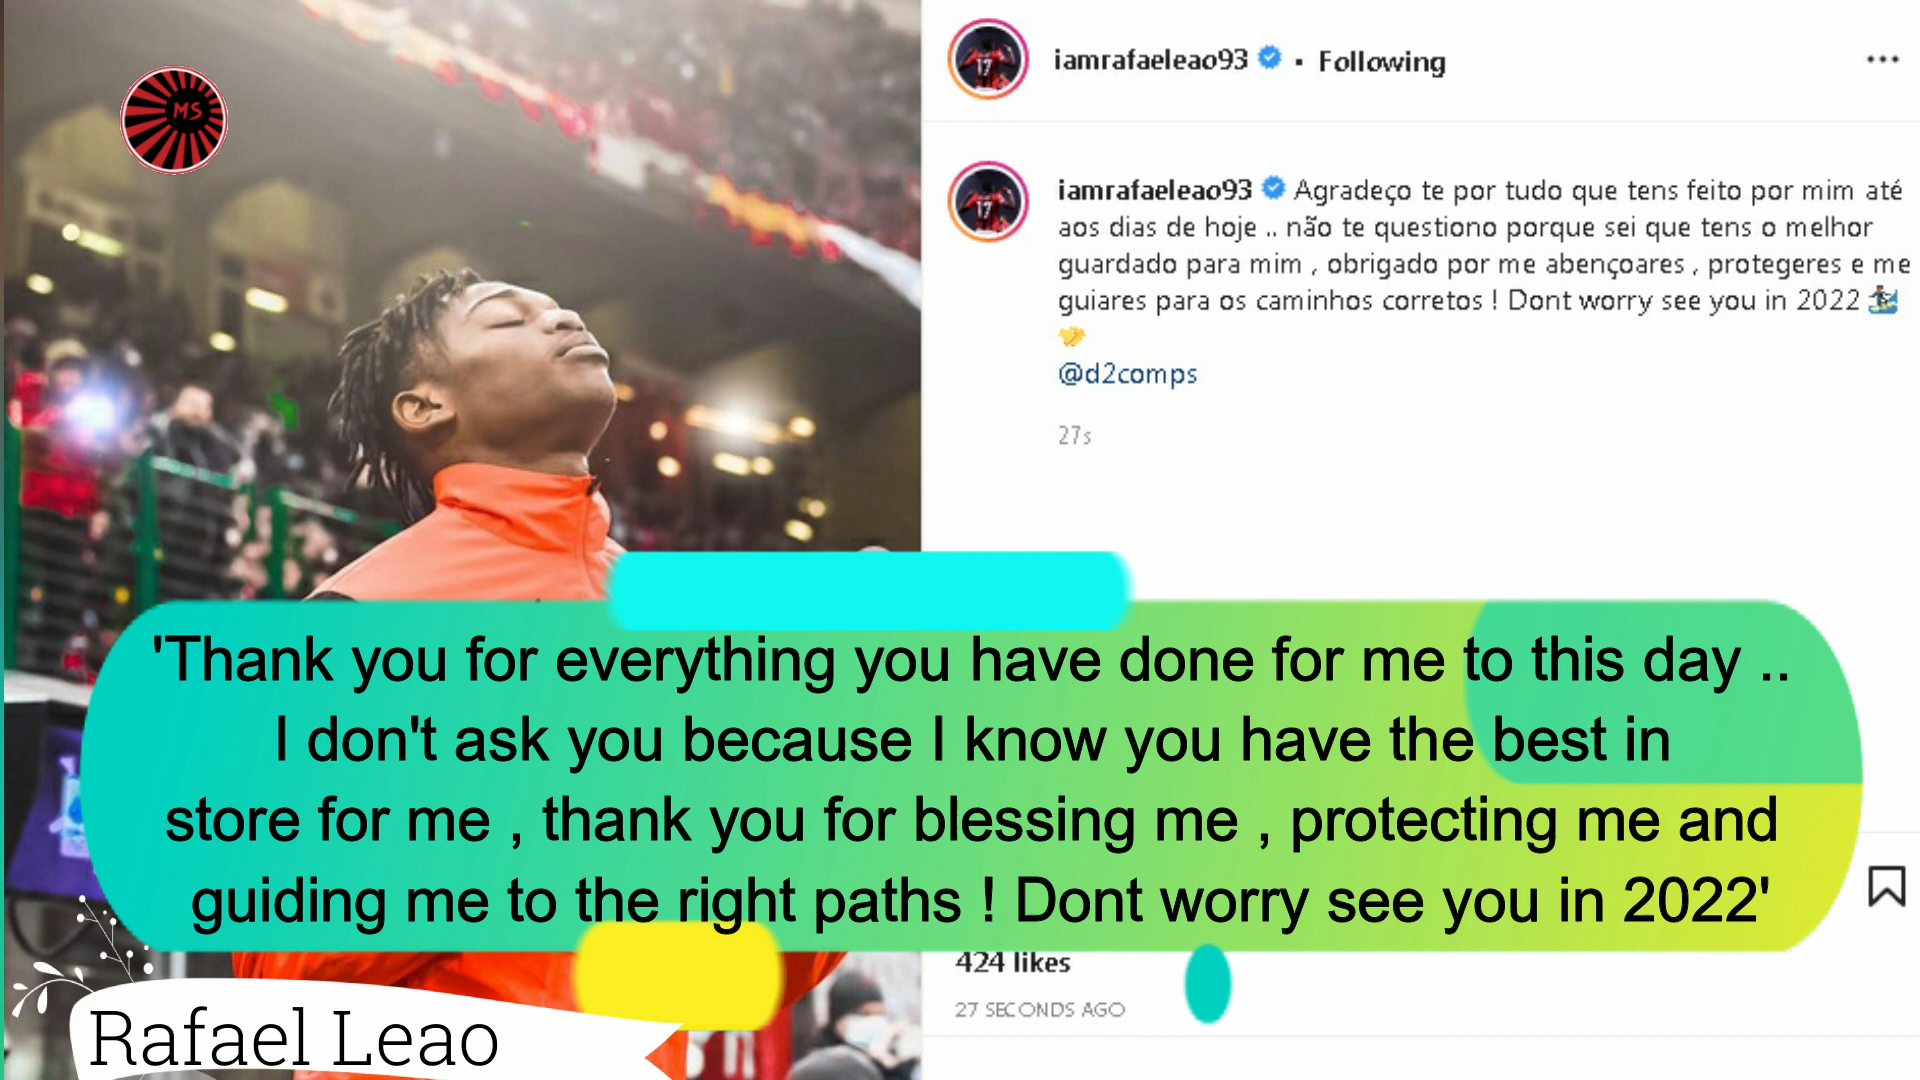 MS
iamrafaeleao93 • Following
iamrafaeleao93 Agradeço te por tudo que tens feito por mim até
aos dias de hoje .. não te questiono porque sei que tens o melhor
guardado para mim , obrigado por me abençoares , protegeres e me
guiares para os caminhos corretos ! Dont worry see you in 2022
@d2comps
27s
'Thank you for everything you have done for me to this day ..
I don't ask you because I know you have the best in
store for me , thank you for blessing me , protecting me and
guiding me to the right paths ! Dont worry see you in 2022'
424 likes
27 SECONDS AGO
Rafael Leao